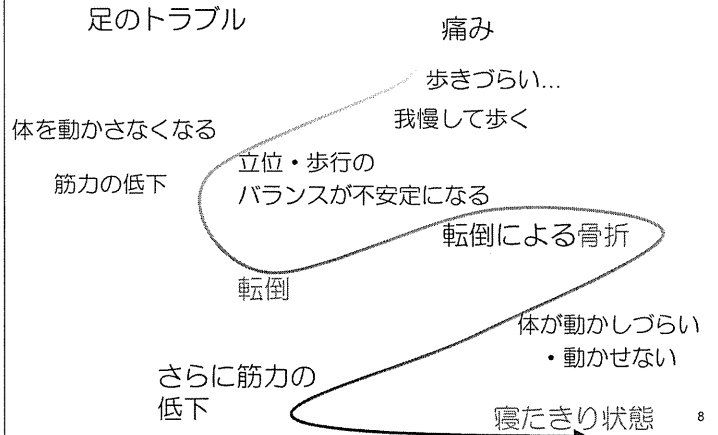 足のトラブル
痛み
歩きづらい…
我慢して歩く
体を動かさなくなる
筋力の低下
立位・歩行の
バランスが不安定になる
転倒
転倒による骨折
体が動かしづらい
・動かせない
さらに筋力の
低下
寝たきり状態
8